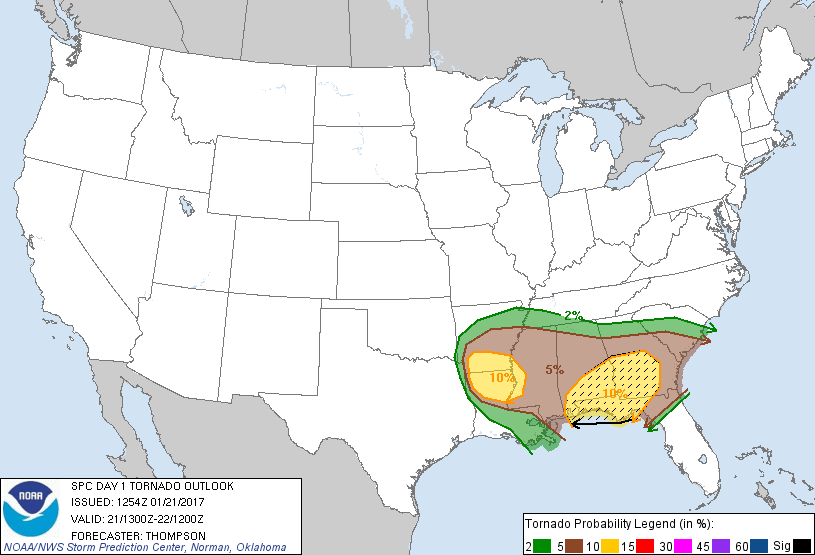 2%
5%
10%
10%
NOAA
SPC DAY 1 TORNADO OUTLOOK
ISSUED: 1254Z 01/21/2017
VALID: 21/1300Z-22/1200Z
FORECASTER: THOMPSON
NOAA/NWS Storm Prediction Center, Norman, Oklahoma
Tornado Probability Legend (in %):
2 5 10 15 30 45 60 Sig